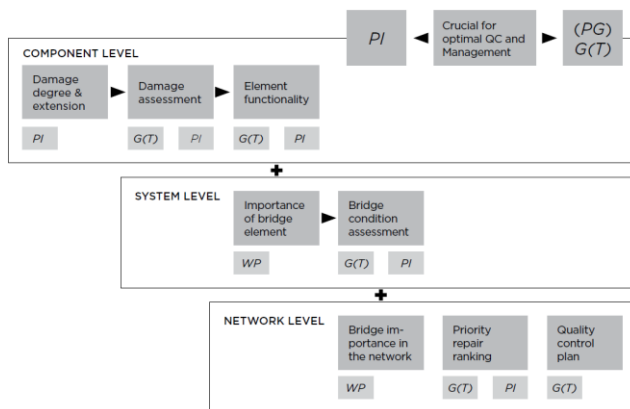 PI
Crucial for
optimal QC and
Management
(PG)
G(T)
COMPONENT LEVEL
Damage
degree &
extension
Damage
assessment
Element
functionality
PI
G(T)
PI
G(T)
PI
+
SYSTEM LEVEL
Importance
of bridge
element
Bridge
condition
assessment
WP
G(T)
PI
+
NETWORK LEVEL
Bridge im-
portance in
the network
Priority
repair
ranking
Quality
control
plan
WP
G(T)
PI
G(T)